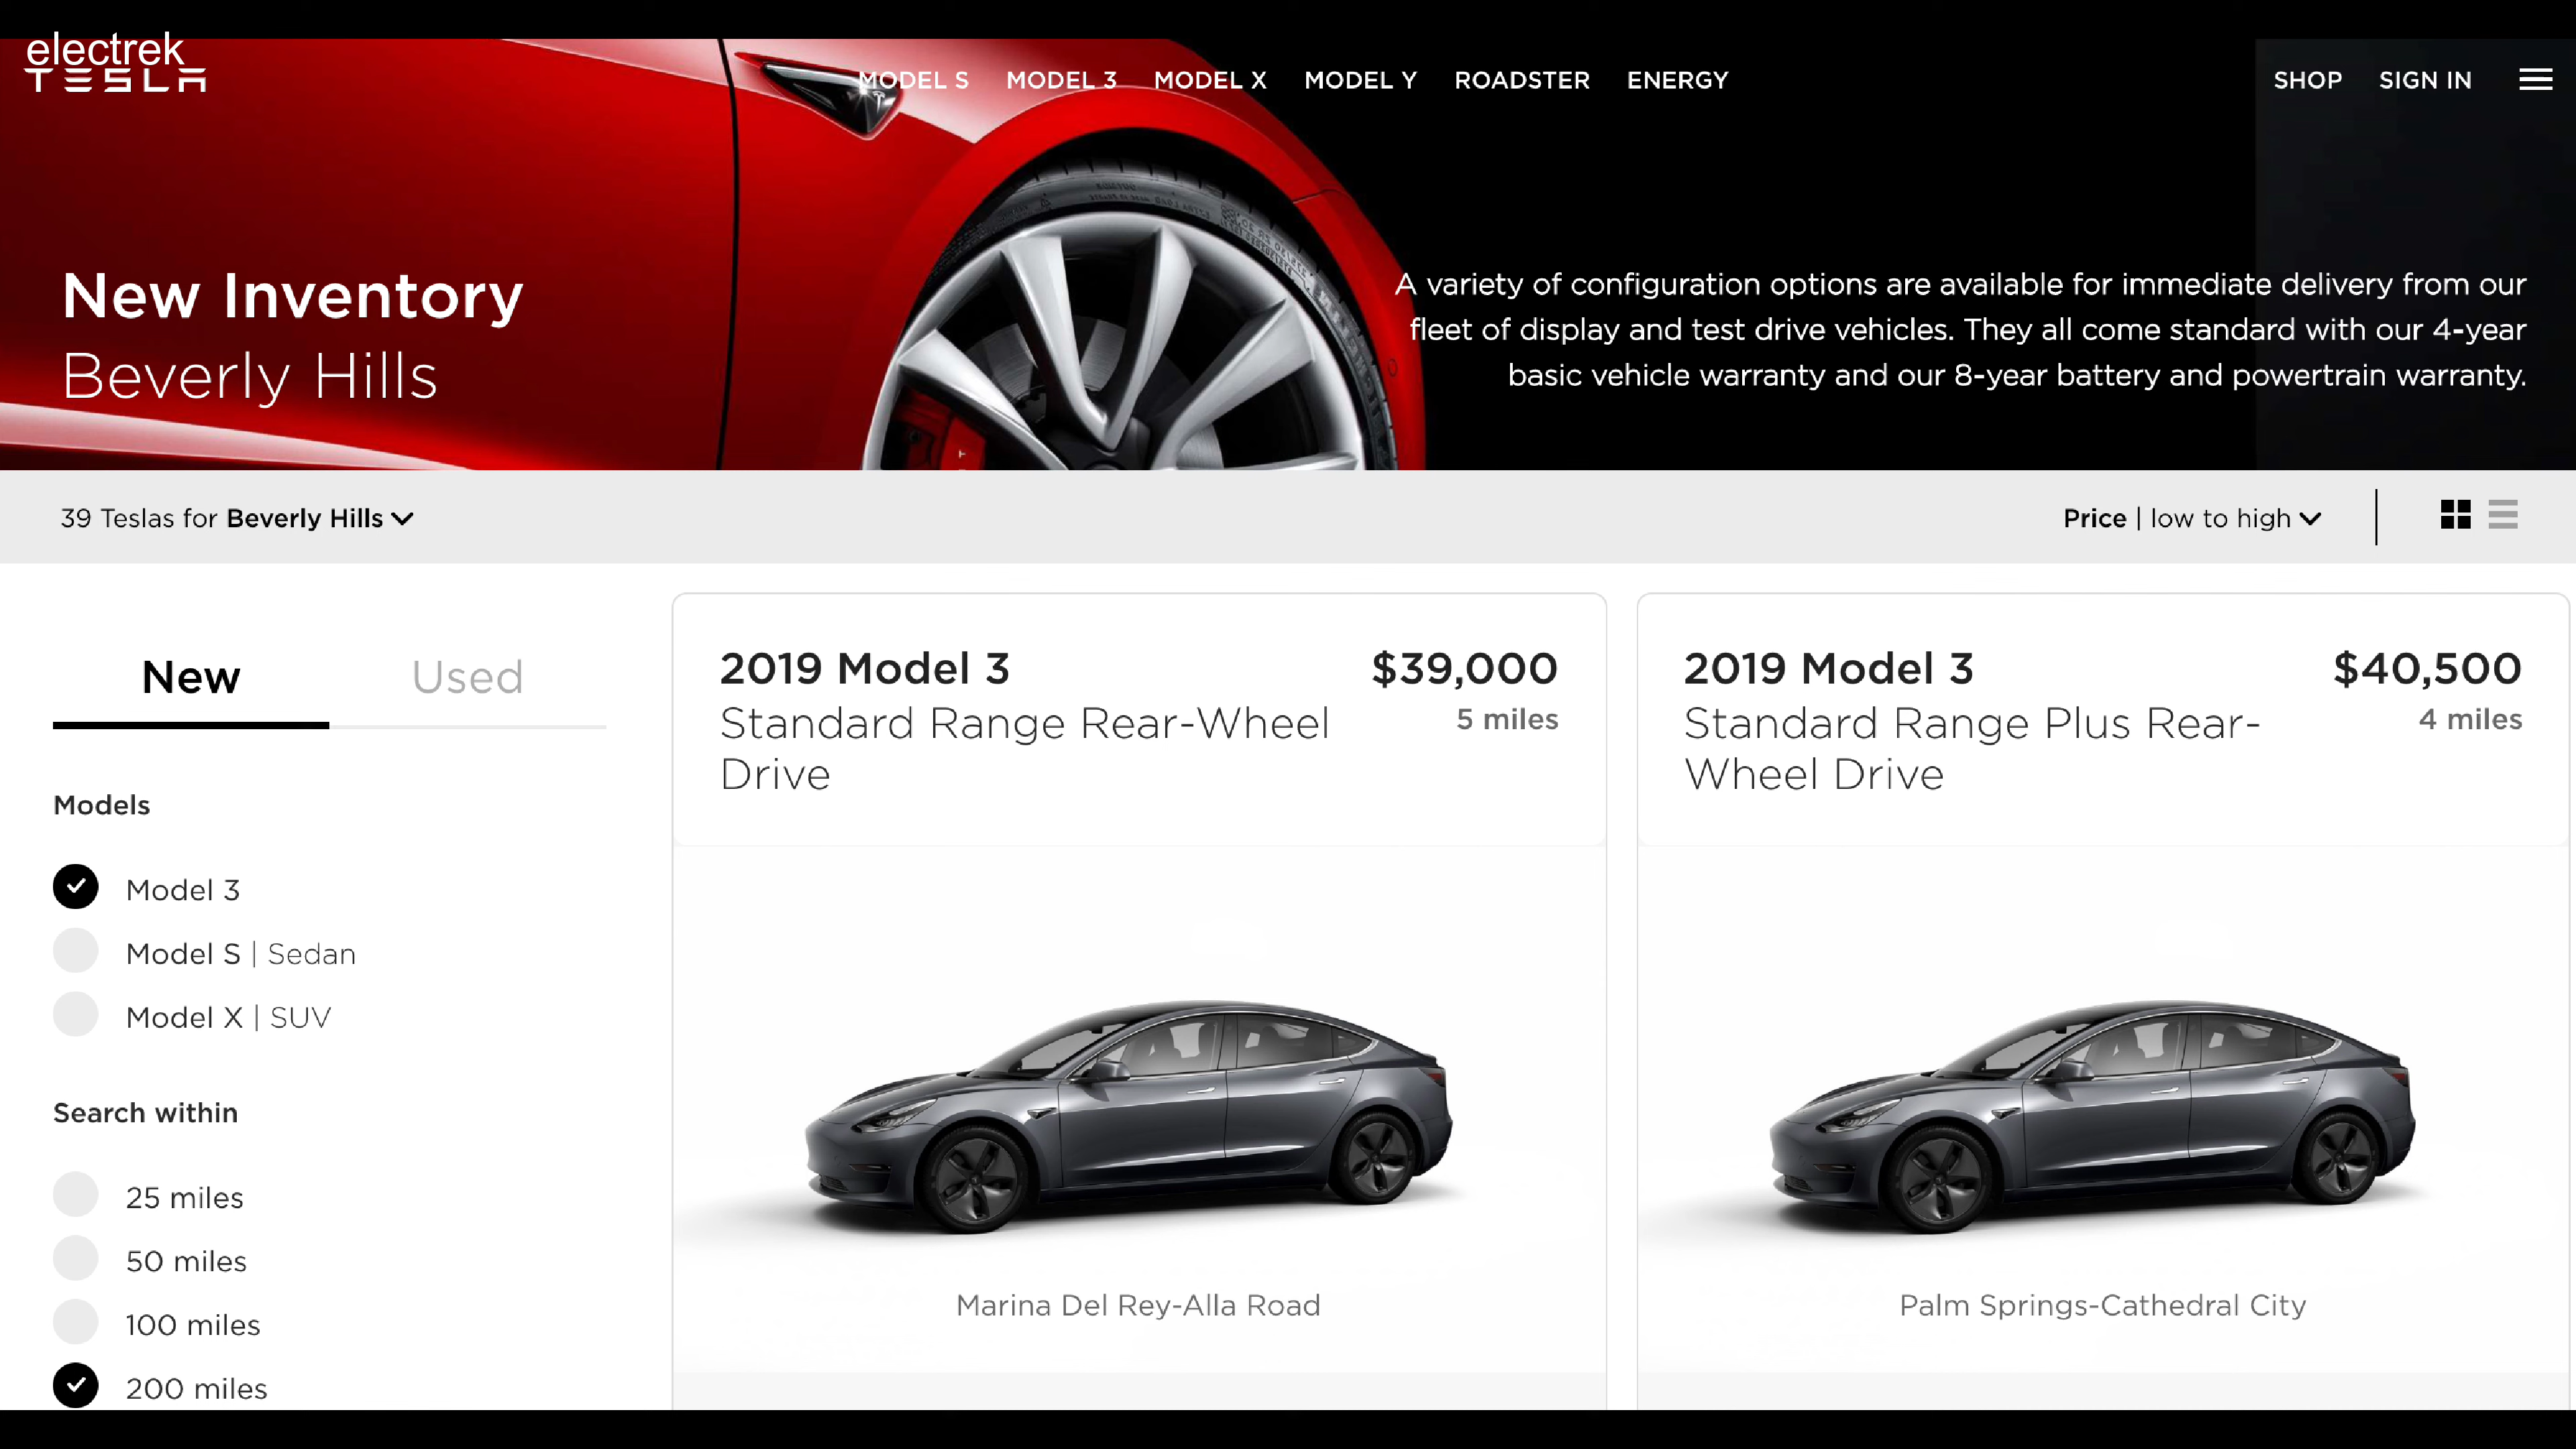 electrek
TESLA
MODEL S
MODEL 3
MODEL X
MODEL Y
ROADSTER
ENERGY
SHOP
SIGN IN
New Inventory
Beverly Hills
A variety of configuration options are available for immediate delivery from our
fleet of display and test drive vehicles. They all come standard with our 4-year
basic vehicle warranty and our 8-year battery and powertrain warranty.
39 Teslas for Beverly Hills
Price | low to high
New
Used
Models
Model 3
Model S | Sedan
Model X | SUV
Search within
25 miles
50 miles
100 miles
200 miles
2019 Model 3
$39,000
Standard Range Rear-Wheel
5 miles
Drive
Marina Del Rey-Alla Road
2019 Model 3
$40,500
Standard Range Plus Rear-
4 miles
Wheel Drive
Palm Springs-Cathedral City